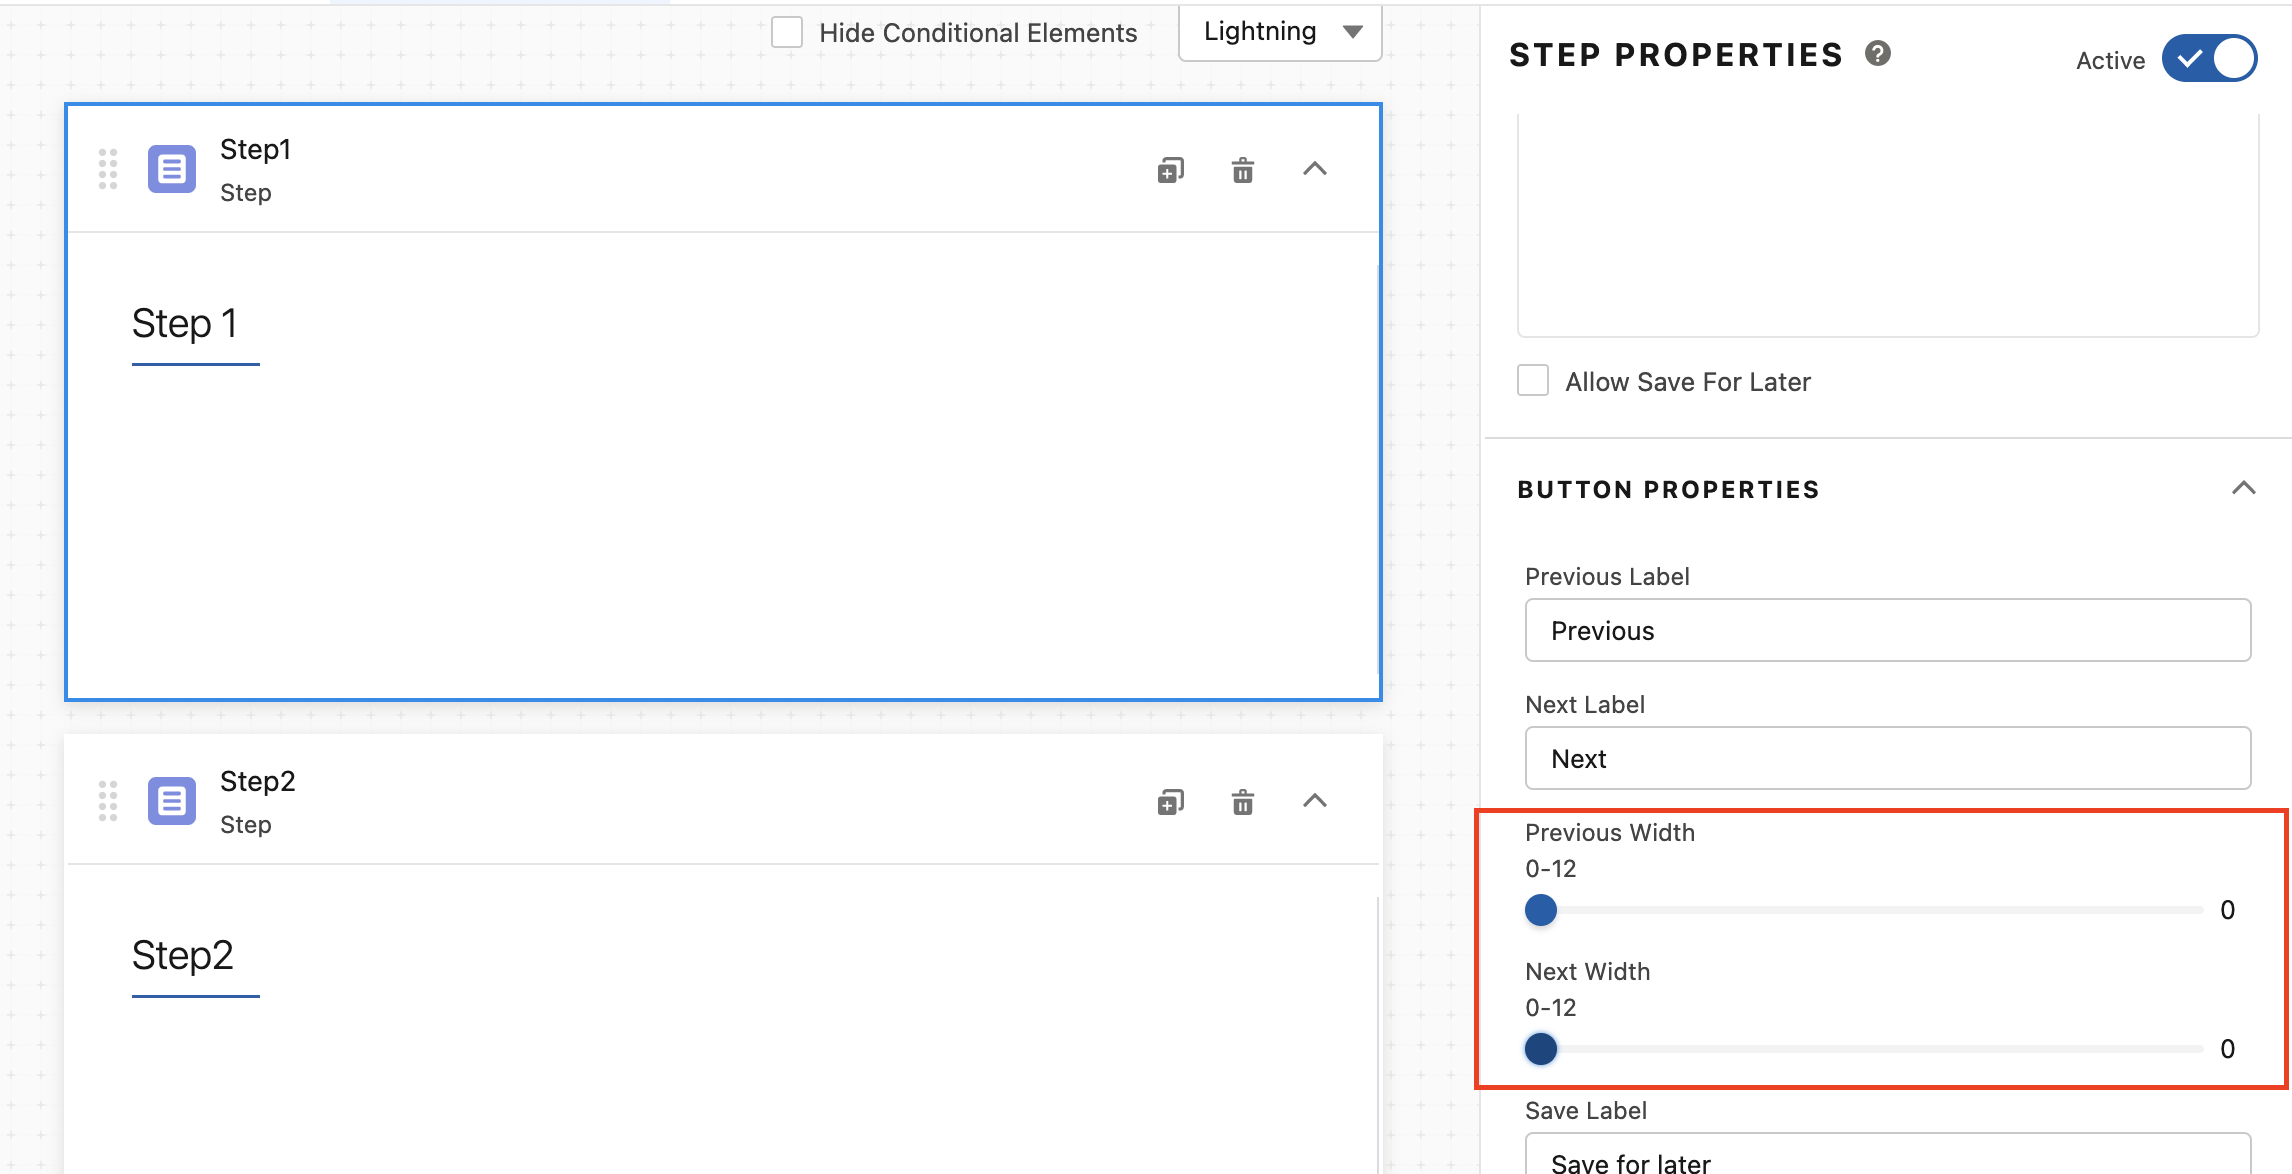 Hide Conditional Elements
Lightning
Step1
Step
Step 1
Step2
Step
Step2
STEP PROPERTIES
Active
Allow Save For Later
BUTTON PROPERTIES
Previous Label
Previous
Next Label
Next
Previous Width
0-12
0
Next Width
0-12
0
Save Label
Save for later